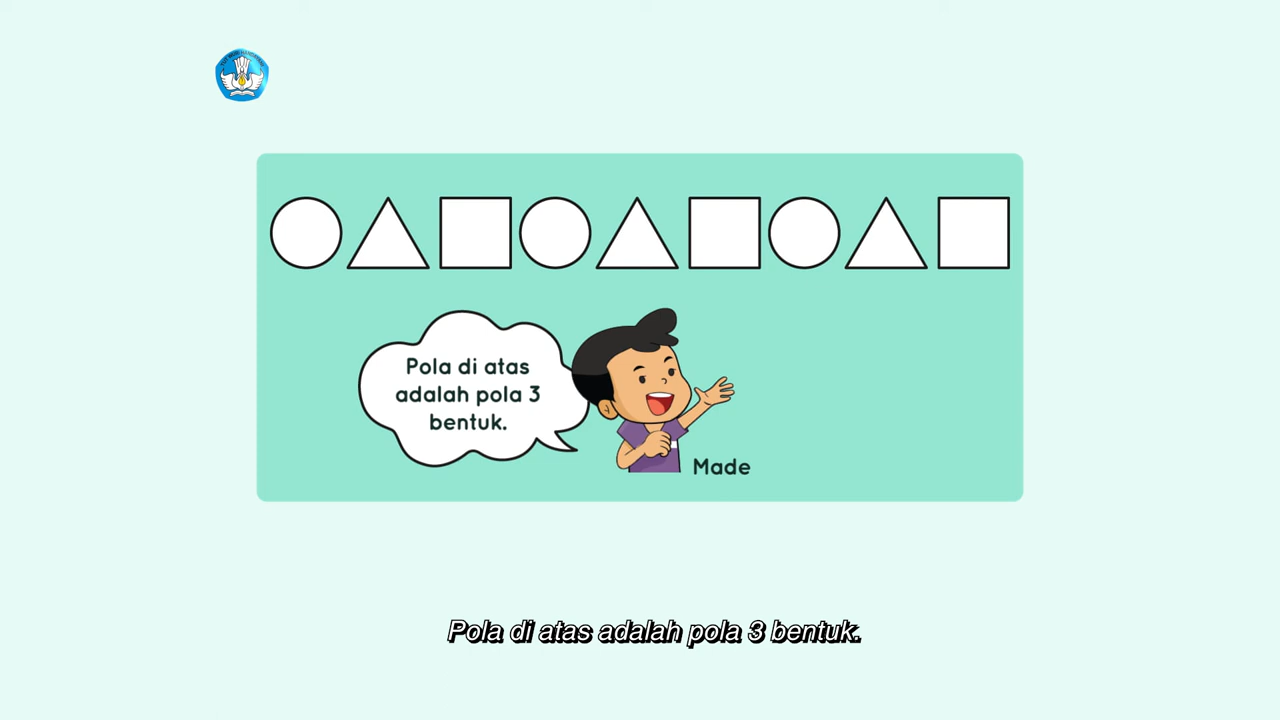 Pola di atas
adalah pola 3
bentuk.
Made
Pola di atas adalah pola 3 bentuk.